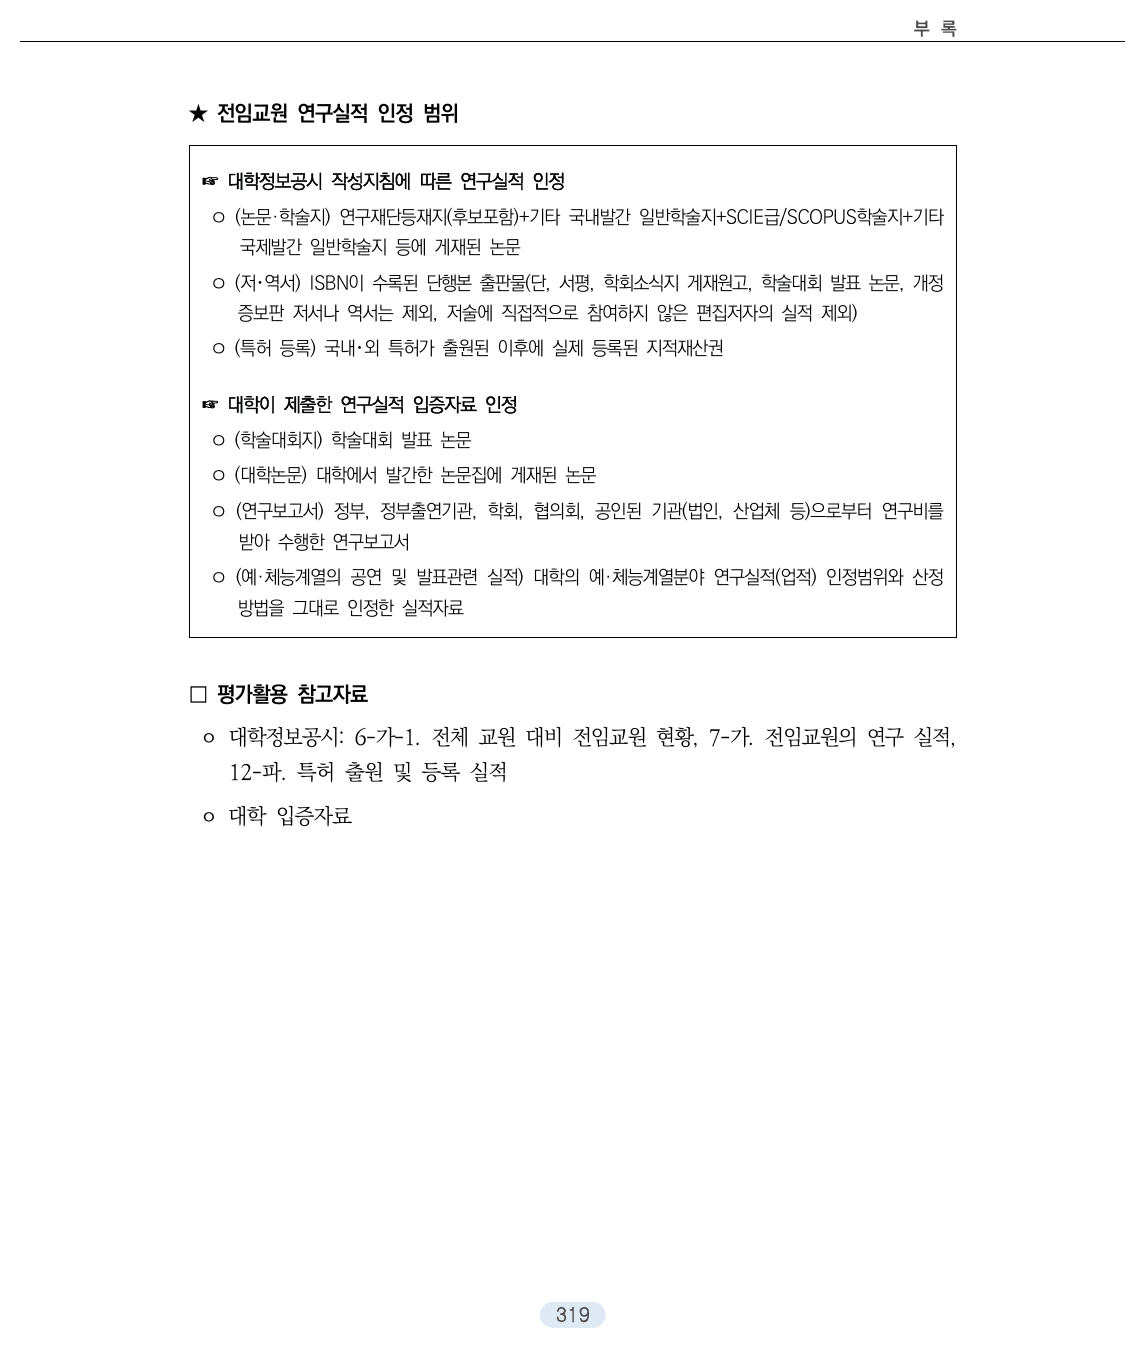 부 록
★ 전임교원 연구실적 인정 범위
☞ 대학정보공시 작성지침에 따른 연구실적 인정
ㅇ (논문·학술지) 연구재단등재지(후보포함)+기타 국내발간 일반학술지+SCIE급/SCOPUS학술지+기타
국제발간 일반학술지 등에 게재된 논문
ㅇ (저·역서) ISBN이 수록된 단행본 출판물(단, 서평, 학회소식지 게재원고, 학술대회 발표 논문, 개정
증보판 저서나 역서는 제외, 저술에 직접적으로 참여하지 않은 편집저자의 실적 제외)
ㅇ (특허 등록) 국내·외 특허가 출원된 이후에 실제 등록된 지적재산권
☞ 대학이 제출한 연구실적 입증자료 인정
ㅇ (학술대회지) 학술대회 발표 논문
ㅇ (대학논문) 대학에서 발간한 논문집에 게재된 논문
ㅇ (연구보고서) 정부, 정부출연기관, 학회, 협의회, 공인된 기관(법인, 산업체 등)으로부터 연구비를
받아 수행한 연구보고서
ㅇ (예·체능계열의 공연 및 발표관련 실적) 대학의 예·체능계열분야 연구실적(업적) 인정범위와 산정
방법을 그대로 인정한 실적자료
□ 평가활용 참고자료
ㅇ 대학정보공시: 6-가-1. 전체 교원 대비 전임교원 현황, 7-가. 전임교원의 연구 실적,
12-파. 특허 출원 및 등록 실적
ㅇ 대학 입증자료
319